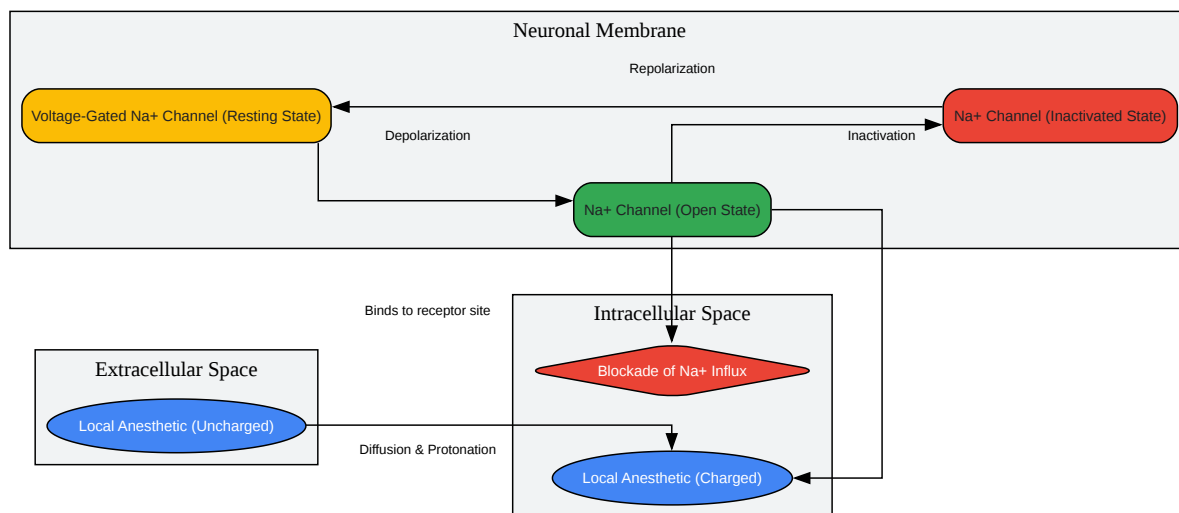 Neuronal Membrane
Repolarization
Voltage-Gated Na+ Channel (Resting State)
Na+ Channel (Inactivated State)
Depolarization
Inactivation
Na+ Channel (Open State)
Binds to receptor site
Intracellular Space
Extracellular Space
Blockade of Na+ Influx
Local Anesthetic (Uncharged)
Diffusion & Protonation
Local Anesthetic (Charged)